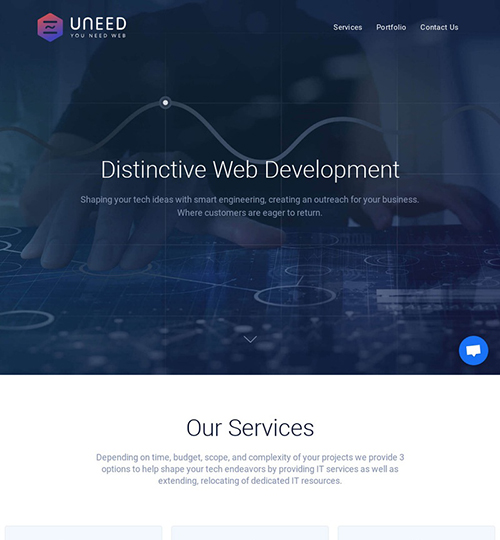 UNEED
YOU NEED WEB
Services Portfolio Contact Us
Distinctive Web Development
Shaping your tech ideas with smart engineering, creating an outreach for your business.
Where customers are eager to return.
Our Services
Depending on time, budget, scope, and complexity of your projects we provide 3
options to help shape your tech endeavors by providing IT services as well as
extending, relocating of dedicated IT resources.